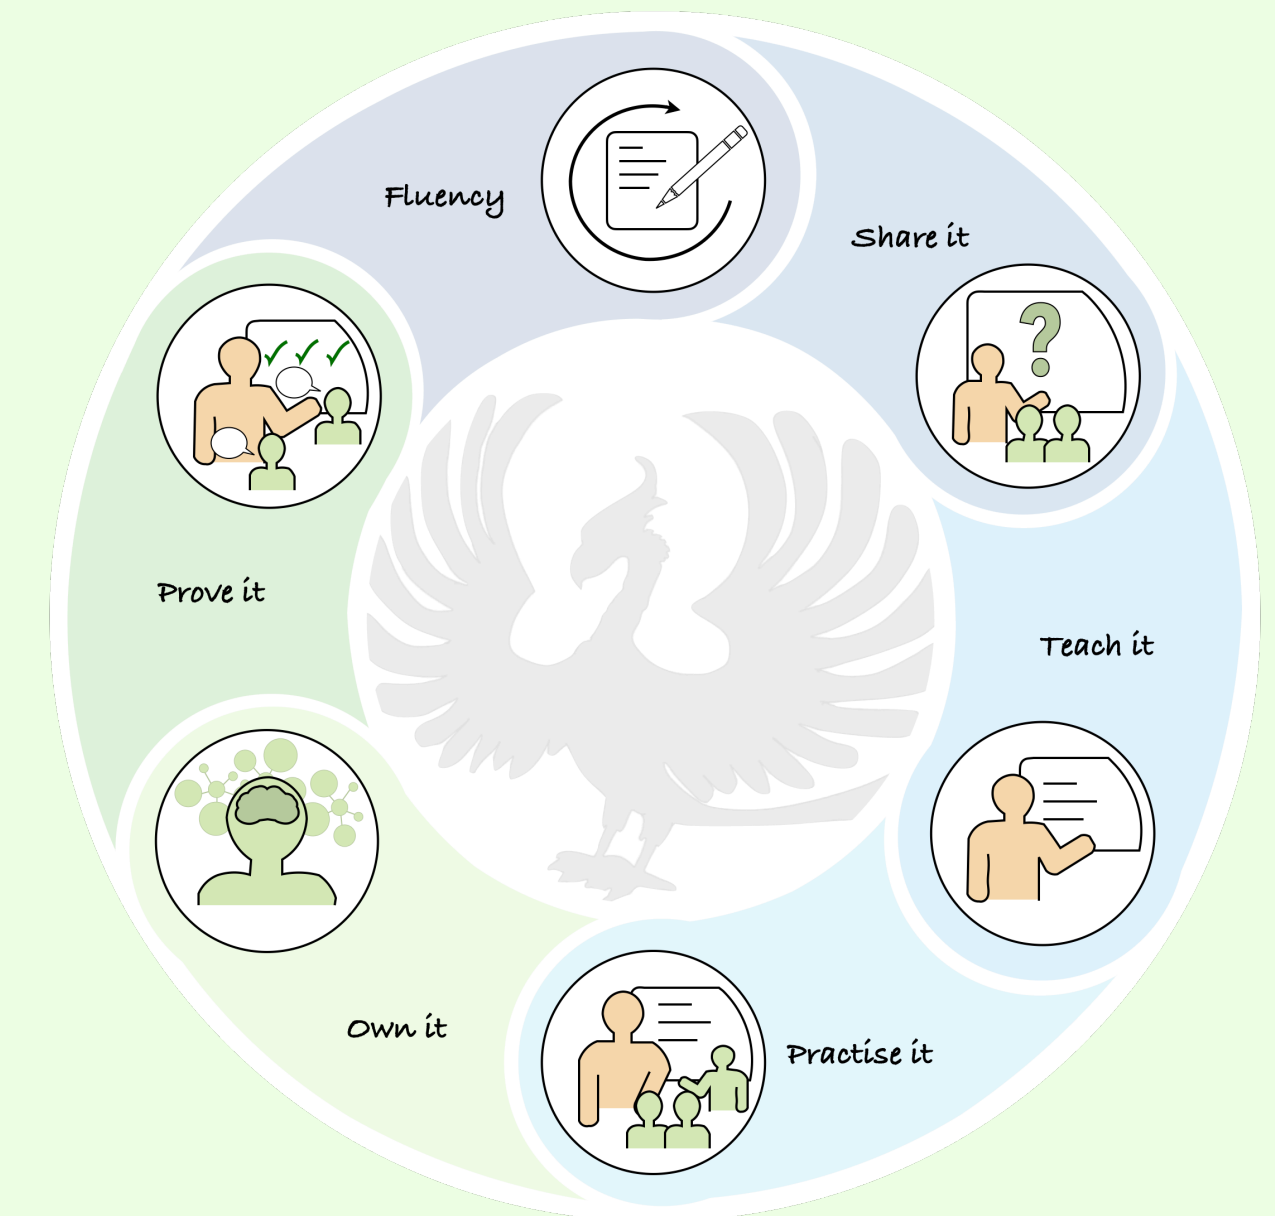 Fluency
Share it
Teach it
Practise it
Own it
Prove it
?